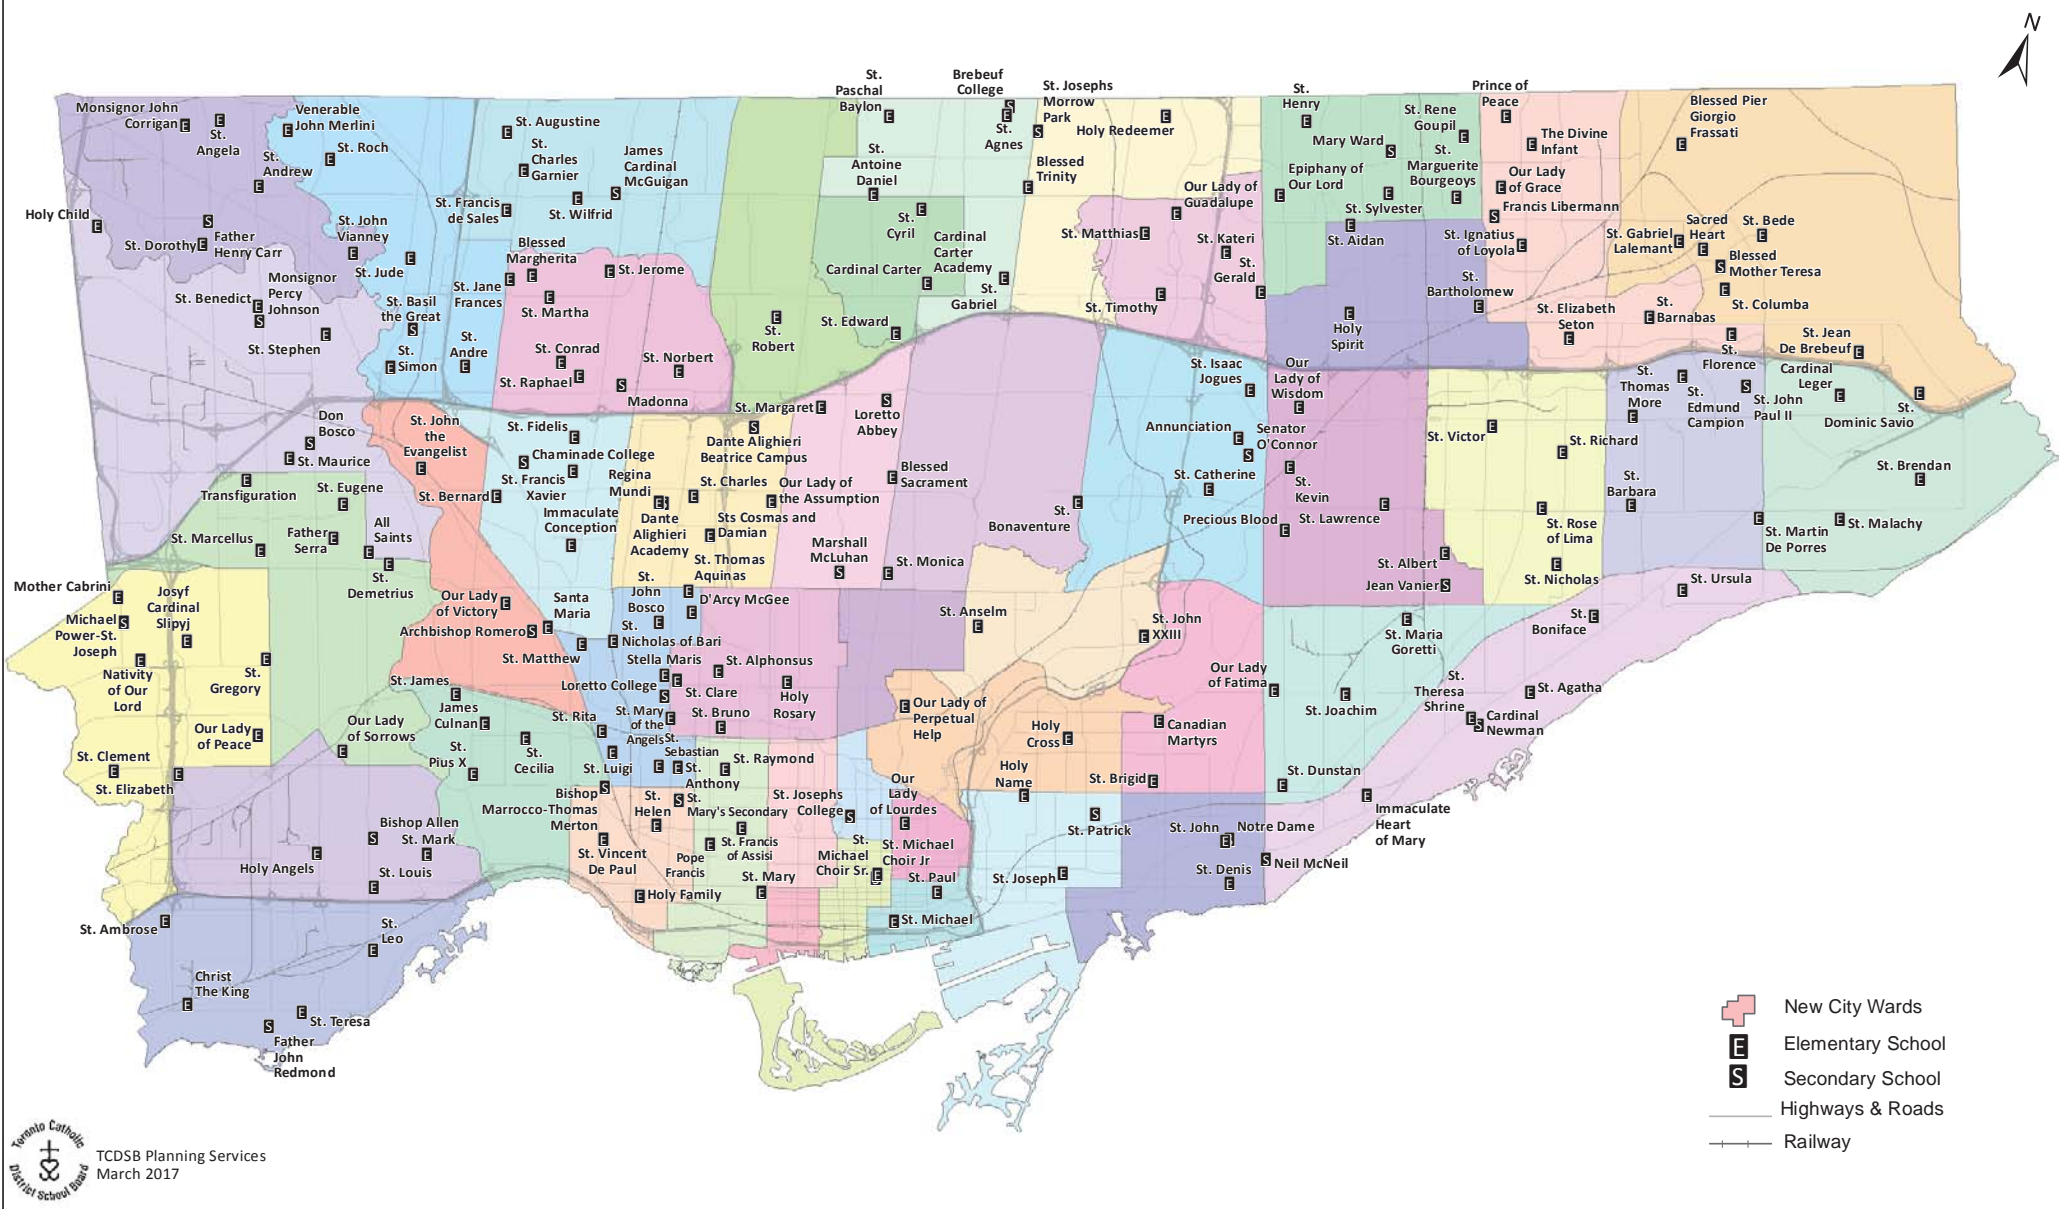 N
St.
Paschal
Baylon
Brebeuf
College
St. Josephs
Morrow
Park
St.
Henry
Prince of
Peace
Monsignor John
Corrigan
St.
Angela
Venerable
John Merlini
St. Roch
St.
Andrew
St. Augustine
St.
Charles
Garnier
James
Cardinal
McGuigan
St. Francis
de Sales
St. Wilfrid
St.
Antoine
Daniel
St.
Agnes
Holy Redeemer
Blessed
Trinity
Mary Ward
St. Rene
Goupil
St.
Marguerite
Bourgeoys
Epiphany of
Our Lord
St. Sylvester
The Divine
Infant
Our Lady
of Grace
Francis Libermann
Blessed Pier
Giorgio
Frassati
Holy Child
St. Dorothy
Father
Henry Carr
St. John
Vianney
St. Jude
Blessed
Margherita
St. Jerome
St. Jane
Frances
St. Martha
St.
Cyril
Cardinal
Carter
Academy
Cardinal Carter
St.
Gabriel
Our Lady of
Guadalupe
St. Matthias
St. Kateri
St.
Gerald
St. Timothy
St. Aidan
St. Ignatius
of Loyola
St.
Bartholomew
St. Gabriel
Lalemant
Sacred
Heart
St. Bede
Blessed
Mother Teresa
St. Columba
Monsignor
Percy
Johnson
St. Benedict
St. Stephen
St. Basil
the Great
St.
Simon
St.
Andre
St. Conrad
St. Raphael
St. Norbert
Madonna
St.
Robert
St. Edward
Holy
Spirit
St. Elizabeth
Seton
St.
Barnabas
St.
Florence
St. Jean
De Brebeuf
Don
Bosco
St. Maurice
St. John
the
Evangelist
St. Fidelis
Chaminade College
St. Francis
Xavier
St. Bernard
Immaculate
Conception
Regina
Mundi
St. Margaret
Dante Alighieri
Beatrice Campus
St. Charles
Dante
Alighieri
Academy
Sts Cosmas and
Damian
St. Thomas
Aquinas
Our Lady of
the Assumption
Loretto
Abbey
Blessed
Sacrament
Marshall
McLuhan
St. Monica
St.
Bonaventure
St. Isaac
Jogues
Our
Lady of
Wisdom
Annunciation
Senator
O'Connor
St. Catherine
St.
Kevin
Precious Blood
St. Lawrence
St. Albert
Jean Vanier
St. Victor
St. Richard
St. Rose
of Lima
St. Nicholas
St.
Thomas
More
St.
Edmund
Campion
St. John
Paul II
Cardinal
Leger
St.
Dominic Savio
St.
Barbara
St. Brendan
St. Martin
De Porres
St. Malachy
Transfiguration
St. Eugene
St. Marcellus
Father
Serra
All
Saints
St.
Demetrius
Mother Cabrini
Michael
Power-St.
Joseph
Josyf
Cardinal
Slipyj
Nativity
of Our
Lord
St.
Gregory
Our Lady
of Peace
St. Clement
St. Elizabeth
Our Lady
of Victory
Archbishop Romero
Santa
Maria
St. Matthew
St.
John
Bosco
D'Arcy McGee
St.
Nicholas of Bari
Stella Maris
Loretto College
St. Clare
St. Alphonsus
Holy
Rosary
St. Bruno
St. Mary
of the
Angels
St. Rita
St. Luigi
St.
Sebastian
St.
Anthony
St. Raymond
St. James
James
Culnan
Our Lady
of Sorrows
St.
Pius X
St.
Cecilia
St. Anselm
St. John
XXIII
Our Lady of
Perpetual
Help
Holy
Cross
Holy
Name
Canadian
Martyrs
St. Brigid
Our Lady
of Fatima
St. Maria
Goretti
St. Joachim
St. Dunstan
St. Ursula
St.
Boniface
St. Agatha
St.
Theresa
Shrine
Cardinal
Newman
Immaculate
Heart
of Mary
Bishop
Marrocco-Thomas
Merton
St.
Helen
St.
Mary's Secondary
St. Josephs
College
Our
Lady
of Lourdes
St. Vincent
De Paul
Pope
Francis
St. Francis
of Assisi
St. Mary
Holy Family
St.
Michael
Choir Sr.
St. Michael
Choir Jr
St. Paul
St. Michael
St. Patrick
St. Joseph
St. John
Notre Dame
St. Denis
Neil McNeil
Bishop Allen
St. Mark
Holy Angels
St. Louis
St. Ambrose
St.
Leo
Christ
The King
St. Teresa
Father
John
Redmond
New City Wards
E Elementary School
S Secondary School
Highways & Roads
Railway
Toronto Catholic
District School Board
TCDSB Planning Services
March 2017